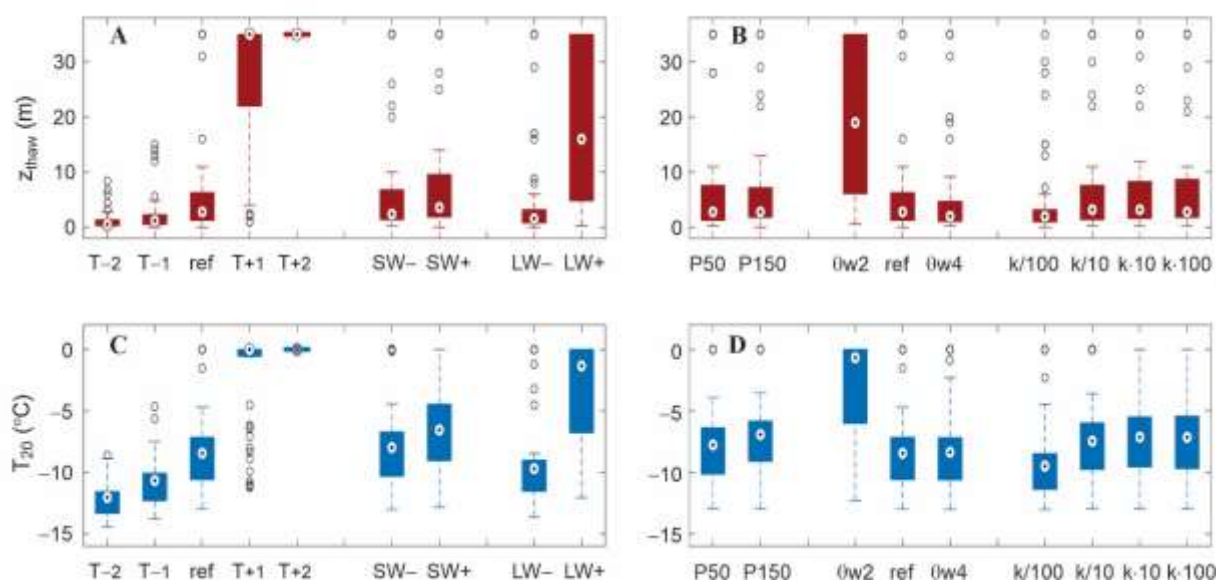 A
B
z_thaw (m)
30
20
10
0
30
20
10
0
T−2 T−1 ref T+1 T+2 SW− SW+ LW− LW+
P50 P150 θw2 ref θw4 k/100 k/10 k·10 k·100
C
D
T_20 (°C)
0
−5
−10
−15
0
−5
−10
−15
T−2 T−1 ref T+1 T+2 SW− SW+ LW− LW+
P50 P150 θw2 ref θw4 k/100 k/10 k·10 k·100